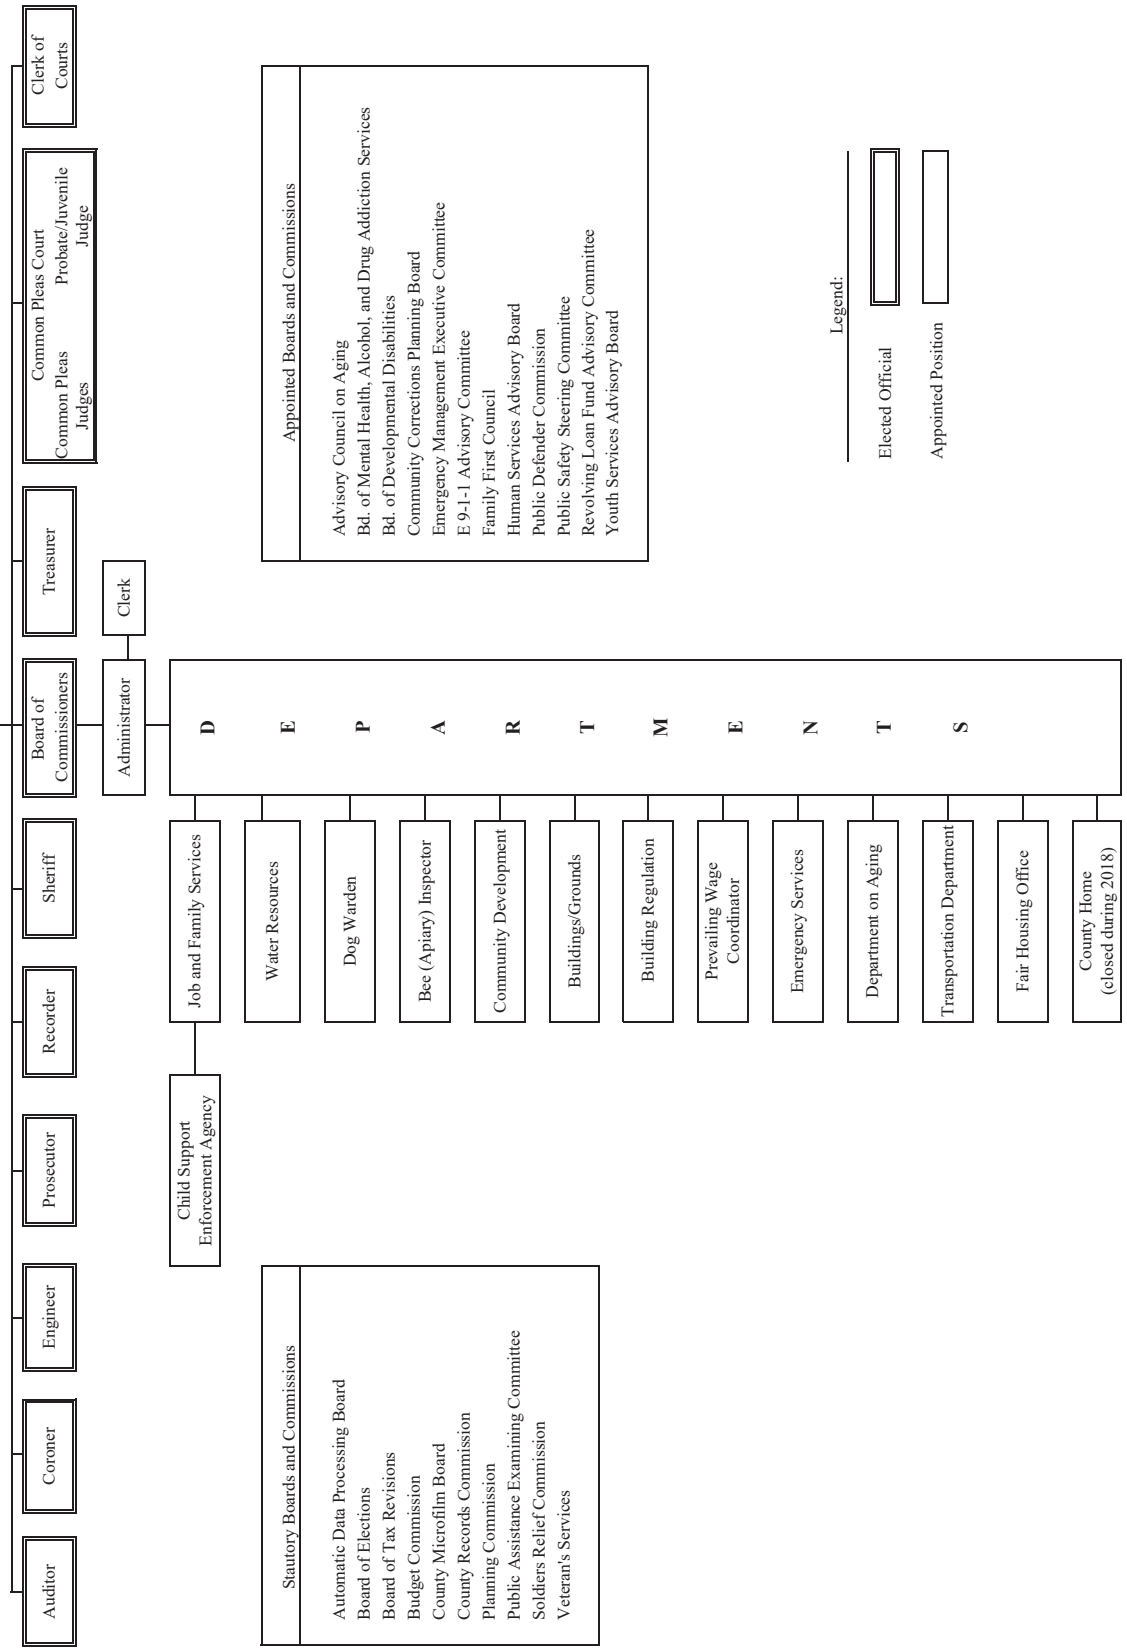 Auditor
Coroner
Engineer
Prosecutor
Recorder
Sheriff
Board of
Commissioners
Treasurer
Common Pleas Court
Common Pleas
Judges
Probate/Juvenile
Judge
Clerk of
Courts
Administrator
Clerk
DEPARTMENTS
Child Support
Enforcement Agency
Job and Family Services
Water Resources
Dog Warden
Bee (Apiary) Inspector
Community Development
Buildings/Grounds
Building Regulation
Prevailing Wage
Coordinator
Emergency Services
Department on Aging
Transportation Department
Fair Housing Office
County Home
(closed during 2018)
Stautory Boards and Commissions
Automatic Data Processing Board
Board of Elections
Board of Tax Revisions
Budget Commission
County Microfilm Board
County Records Commission
Planning Commission
Public Assistance Examining Committee
Soldiers Relief Commission
Veteran's Services
Appointed Boards and Commissions
Advisory Council on Aging
Bd. of Mental Health, Alcohol, and Drug Addiction Services
Bd. of Developmental Disabilities
Community Corrections Planning Board
Emergency Management Executive Committee
E 9-1-1 Advisory Committee
Family First Council
Human Services Advisory Board
Public Defender Commission
Public Safety Steering Committee
Revolving Loan Fund Advisory Committee
Youth Services Advisory Board
Legend:
Elected Official
Appointed Position